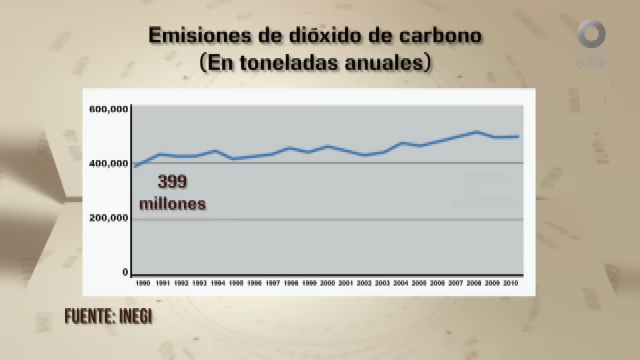 Emisiones de dióxido de carbono
(En toneladas anuales)
600,000
400,000
399
millones
200,000
0
1990 1991 1992 1993 1994 1995 1996 1997 1998 1999 2000 2001 2002 2003 2004 2005 2006 2007 2008 2009 2010
FUENTE: INEGI